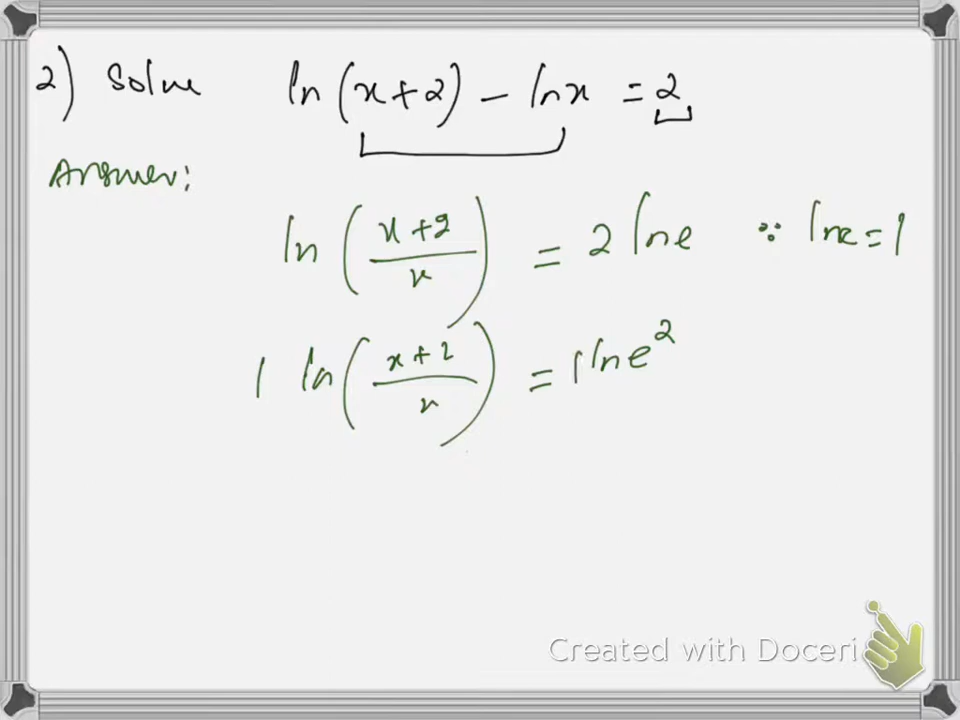 2) Solve ln(x+2) - lnx = 2
Answer:
ln(x+2/x) = 2 lne ∵ lne = 1
1 ln(x+2/x) = 1 lne²
Created with Doceri